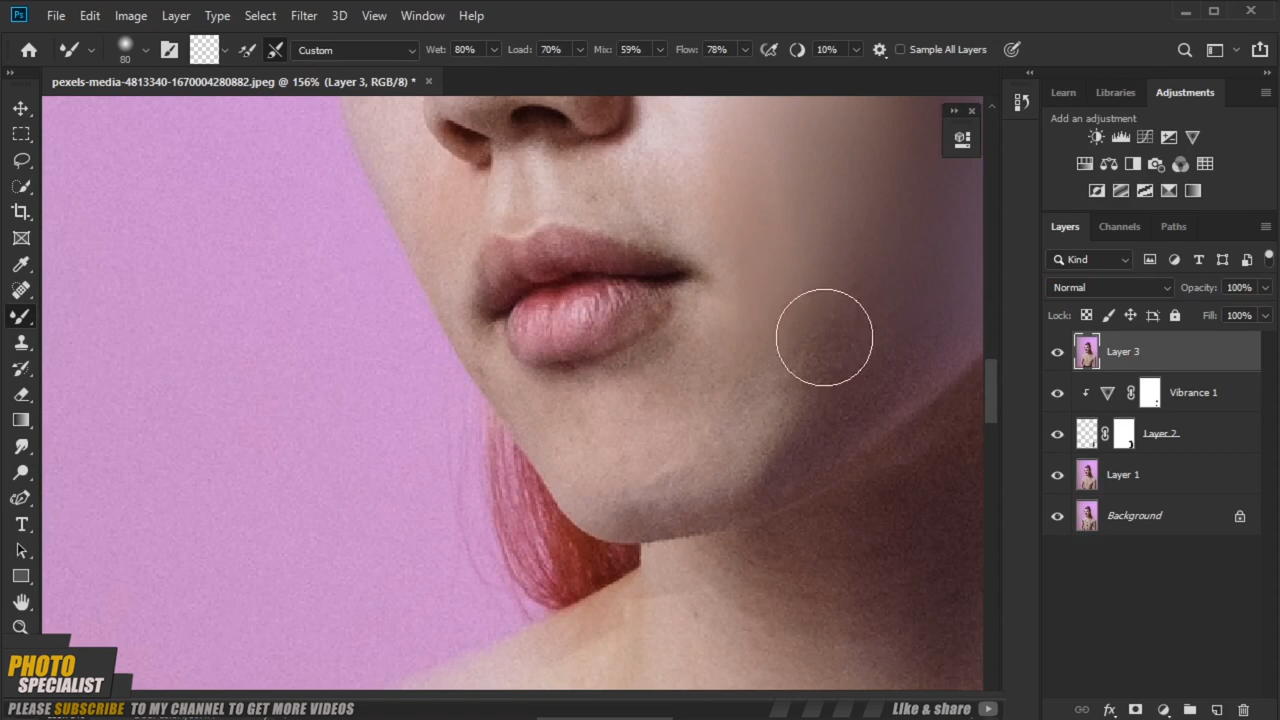 Ps File Edit Image Layer Type Select Filter 3D View Window Help
80 Custom Wet: 80% Load: 70% Mix: 59% Flow: 78% 10% Sample All Layers
pexels-media-4813340-1670004280882.jpeg @ 156% (Layer 3, RGB/8) *
Learn Libraries Adjustments
Add an adjustment
Layers Channels Paths
Kind
Normal Opacity: 100%
Lock: Fill: 100%
Layer 3
Vibrance 1
Layer 2
Layer 1
Background
PHOTO
SPECIALIST
PLEASE SUBSCRIBE TO MY CHANNEL TO GET MORE VIDEOS
Like & share